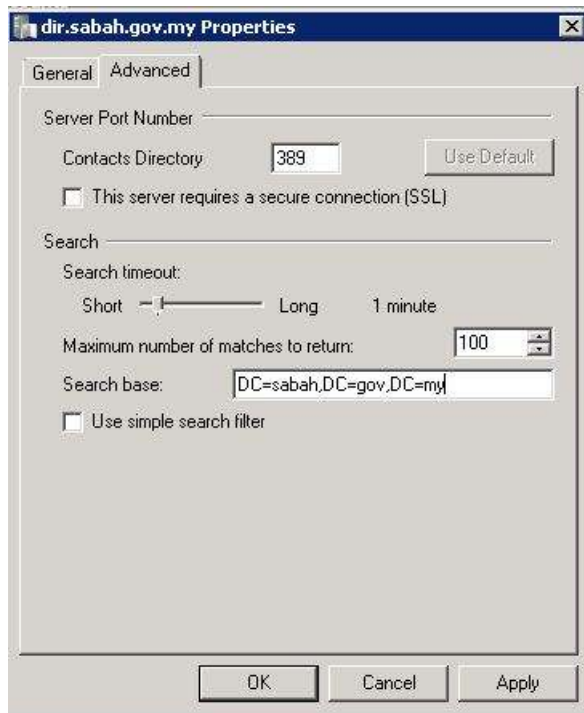 dir.sabah.gov.my Properties
General Advanced
Server Port Number
Contacts Directory 389 Use Default
This server requires a secure connection (SSL)
Search
Search timeout:
Short Long 1 minute
Maximum number of matches to return: 100
Search base: DC=sabah,DC=gov,DC=my
Use simple search filter
OK Cancel Apply